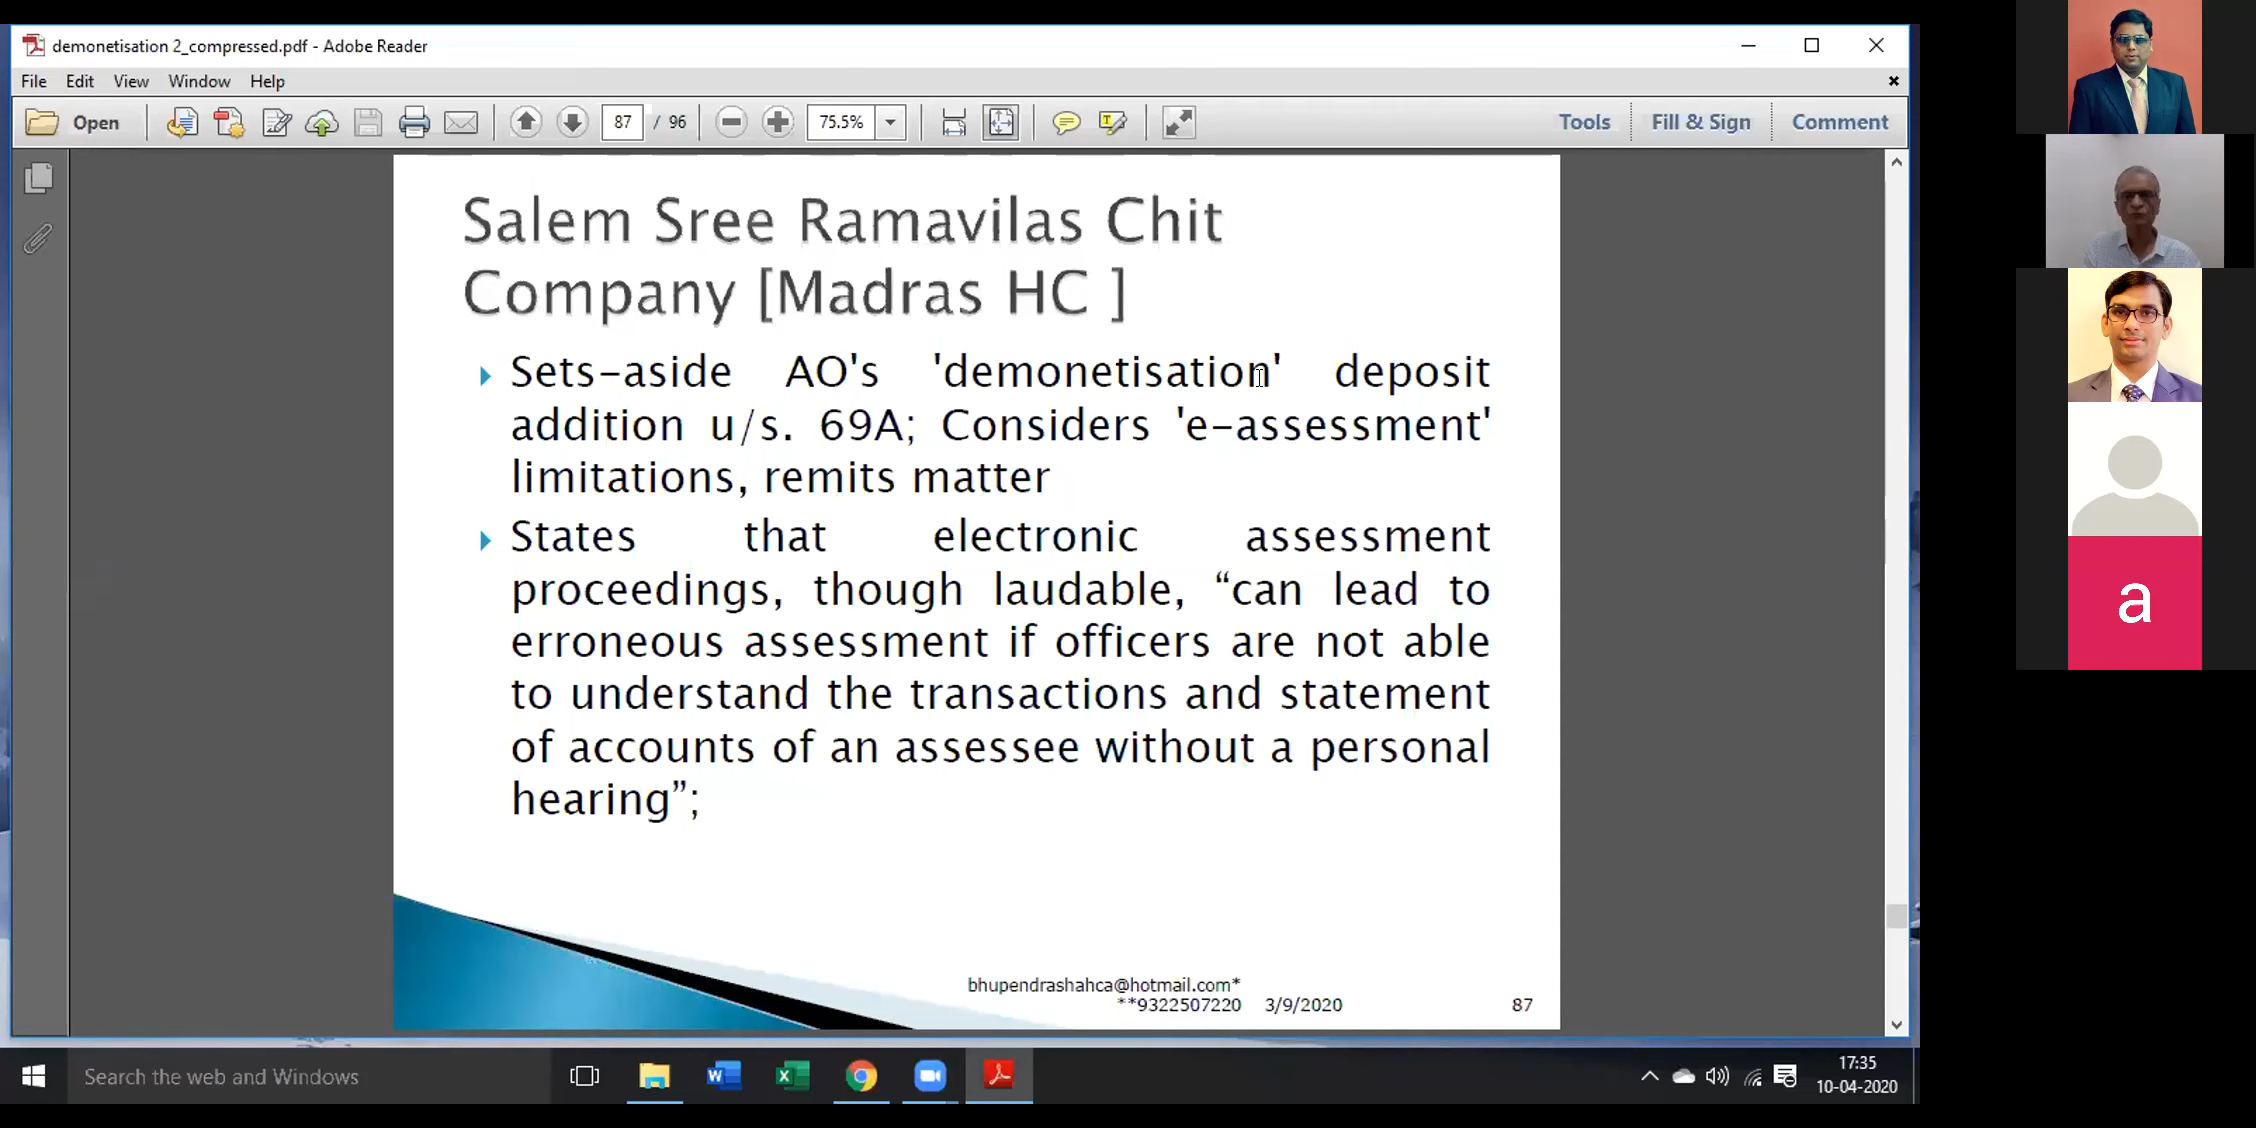 demonetisation 2_compressed.pdf - Adobe Reader
File Edit View Window Help
Open 87 / 96 75.5% Tools Fill & Sign Comment
Salem Sree Ramavilas Chit
Company [Madras HC ]
Sets-aside AO's 'demonetisation' deposit
addition u/s. 69A; Considers 'e-assessment'
limitations, remits matter
States that electronic assessment
proceedings, though laudable, “can lead to
erroneous assessment if officers are not able
to understand the transactions and statement
of accounts of an assessee without a personal
hearing”;
bhupendrashahca@hotmail.com*
**9322507220 3/9/2020 87
a
Search the web and Windows
17:35
10-04-2020